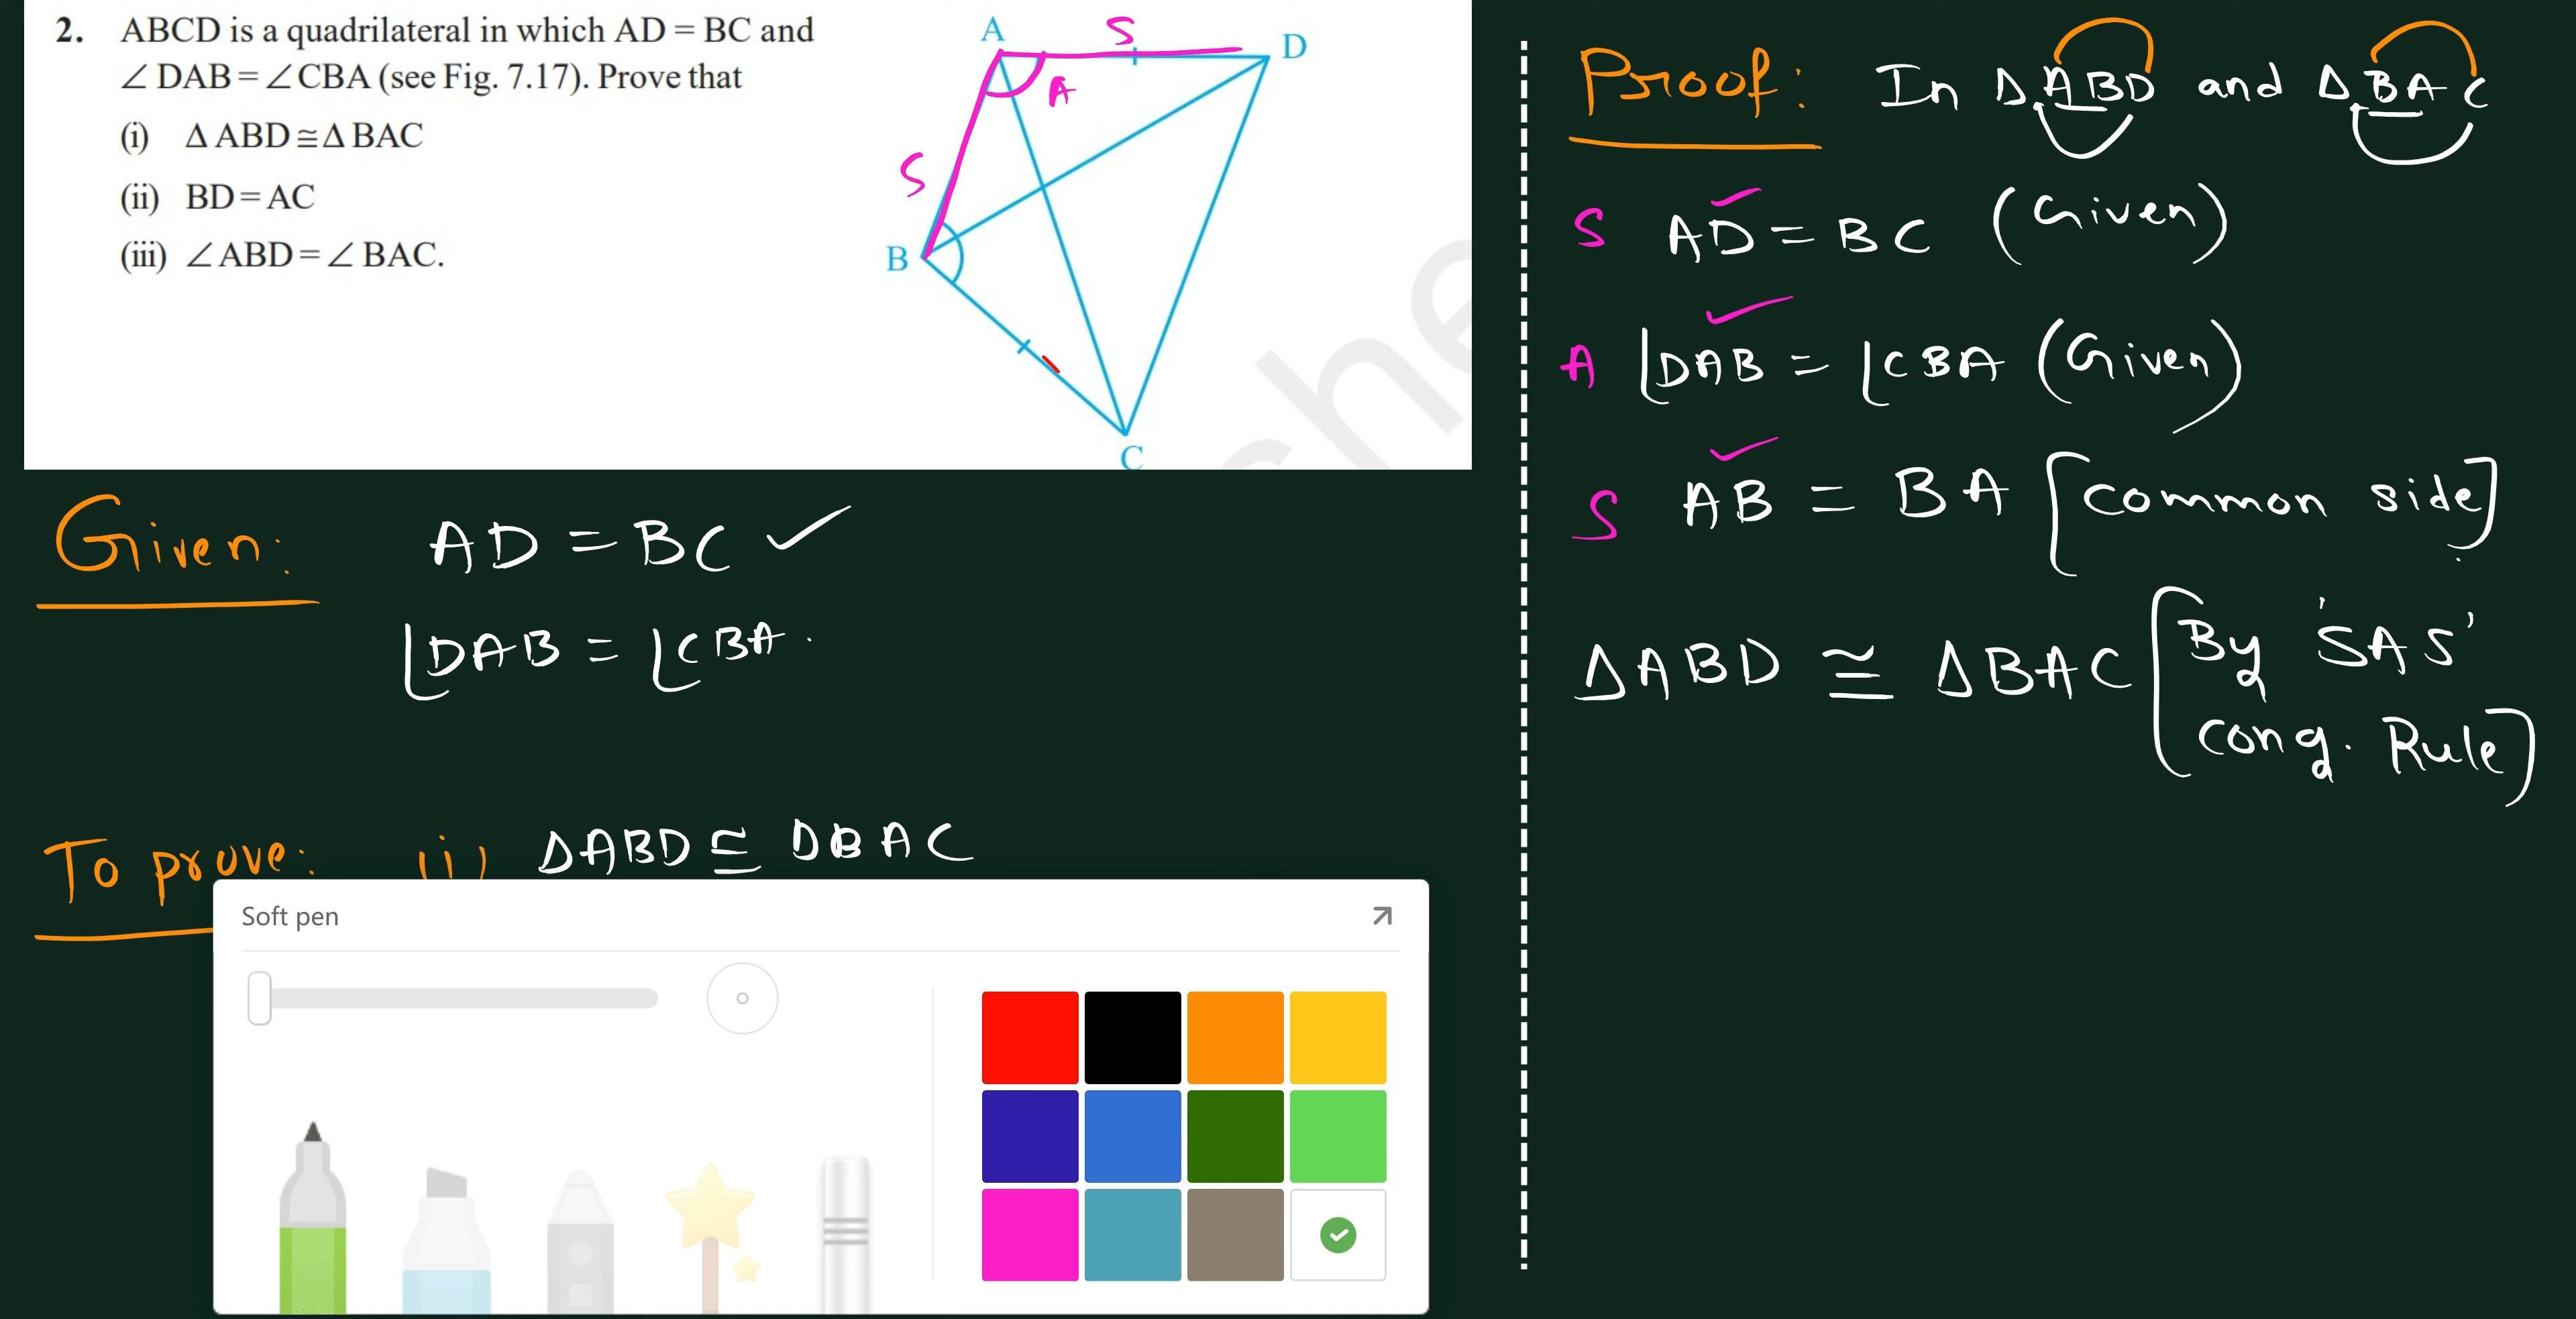 2. ABCD is a quadrilateral in which AD = BC and
∠ DAB = ∠ CBA (see Fig. 7.17). Prove that
(i) Δ ABD ≅ Δ BAC
(ii) BD = AC
(iii) ∠ ABD = ∠ BAC.
A
S
D
A
S
B
C
she
Given:
AD = BC ✓
∠DAB = ∠CBA.
To prove:
(i) ΔABD ≅ ΔBAC
Soft pen
Proof: In ΔABD and ΔBAC
S AD = BC (Given)
A ∠DAB = ∠CBA (Given)
S AB = BA [common side]
ΔABD ≅ ΔBAC [By 'SAS'
cong. Rule]